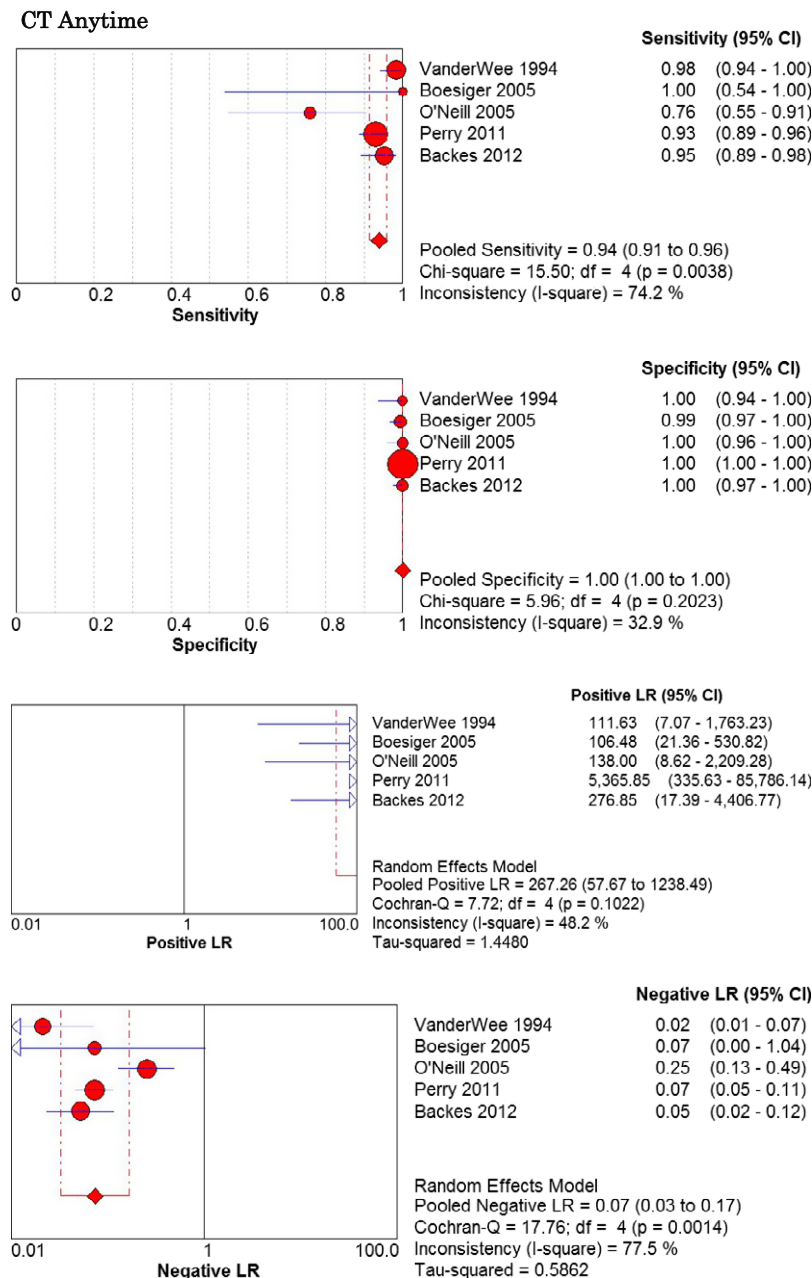 CT Anytime
Sensitivity (95% CI)
VanderWee 1994 0.98 (0.94 - 1.00)
Boesiger 2005 1.00 (0.54 - 1.00)
O'Neill 2005 0.76 (0.55 - 0.91)
Perry 2011 0.93 (0.89 - 0.96)
Backes 2012 0.95 (0.89 - 0.98)
Pooled Sensitivity = 0.94 (0.91 to 0.96)
Chi-square = 15.50; df = 4 (p = 0.0038)
Inconsistency (I-square) = 74.2 %
0 0.2 0.4 0.6 0.8 1
Sensitivity
Specificity (95% CI)
VanderWee 1994 1.00 (0.94 - 1.00)
Boesiger 2005 0.99 (0.97 - 1.00)
O'Neill 2005 1.00 (0.96 - 1.00)
Perry 2011 1.00 (1.00 - 1.00)
Backes 2012 1.00 (0.97 - 1.00)
Pooled Specificity = 1.00 (1.00 to 1.00)
Chi-square = 5.96; df = 4 (p = 0.2023)
Inconsistency (I-square) = 32.9 %
0 0.2 0.4 0.6 0.8 1
Specificity
Positive LR (95% CI)
VanderWee 1994 111.63 (7.07 - 1,763.23)
Boesiger 2005 106.48 (21.36 - 530.82)
O'Neill 2005 138.00 (8.62 - 2,209.28)
Perry 2011 5,365.85 (335.63 - 85,786.14)
Backes 2012 276.85 (17.39 - 4,406.77)
Random Effects Model
Pooled Positive LR = 267.26 (57.67 to 1238.49)
Cochran-Q = 7.72; df = 4 (p = 0.1022)
Inconsistency (I-square) = 48.2 %
Tau-squared = 1.4480
0.01 1 100.0
Positive LR
Negative LR (95% CI)
VanderWee 1994 0.02 (0.01 - 0.07)
Boesiger 2005 0.07 (0.00 - 1.04)
O'Neill 2005 0.25 (0.13 - 0.49)
Perry 2011 0.07 (0.05 - 0.11)
Backes 2012 0.05 (0.02 - 0.12)
Random Effects Model
Pooled Negative LR = 0.07 (0.03 to 0.17)
Cochran-Q = 17.76; df = 4 (p = 0.0014)
Inconsistency (I-square) = 77.5 %
Tau-squared = 0.5862
0.01 1 100.0
Negative LR